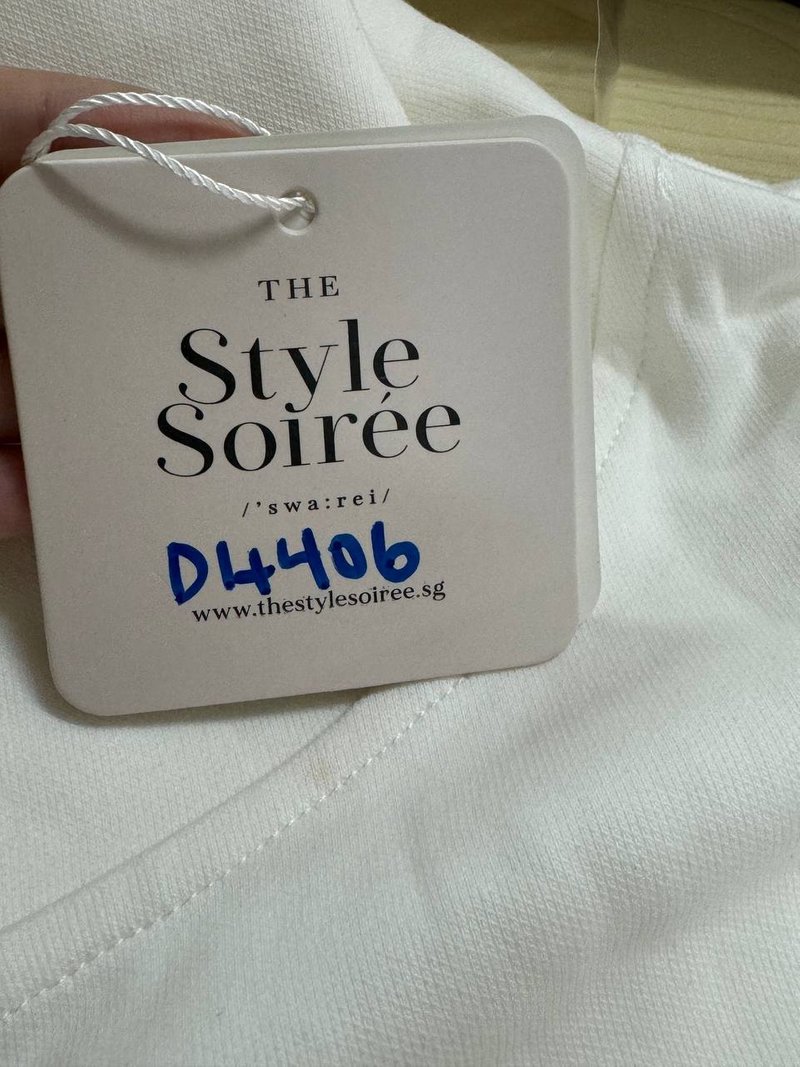 THE
Style
Soirée
/'swa:rei/
D4406
www.thestylesoiree.sg